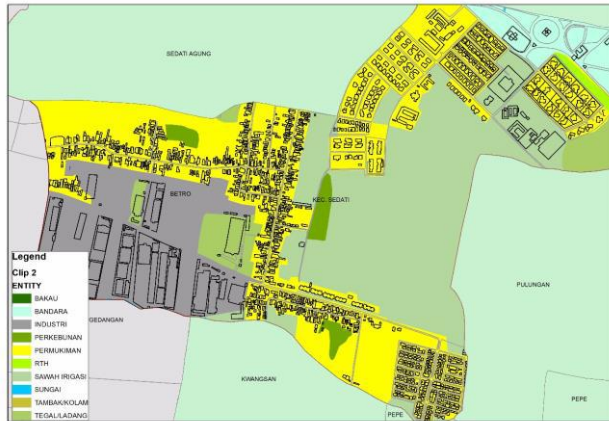 SEDATI AGUNG
BETRO
KEC. SEDATI
PULUNGAN
GEDANGAN
KWANGSAN
PEPE
PEPE
Legend
Clip 2
ENTITY
BAKAU
BANDARA
INDUSTRI
PERKEBUNAN
PERMUKIMAN
RTH
SAWAH IRIGASI
SUNGAI
TAMBAK/KOLAM
TEGAL/LADANG